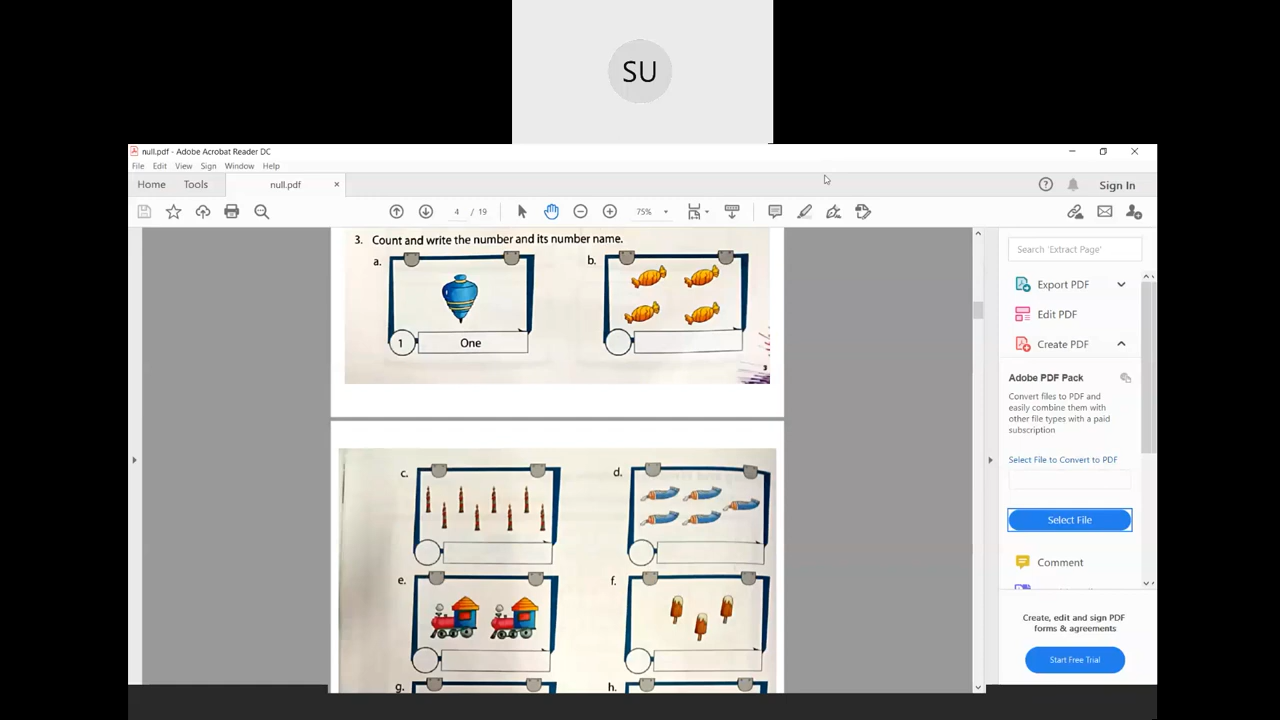 SU
null.pdf - Adobe Acrobat Reader DC
File Edit View Sign Window Help
Home Tools null.pdf × Sign In
4 / 19 75%
3. Count and write the number and its number name.
a. b.
1 One
3
c. d.
e. f.
g. h.
Search 'Extract Page'
Export PDF
Edit PDF
Create PDF
Adobe PDF Pack
Convert files to PDF and
easily combine them with
other file types with a paid
subscription
Select File to Convert to PDF
Select File
Comment
Create, edit and sign PDF
forms & agreements
Start Free Trial